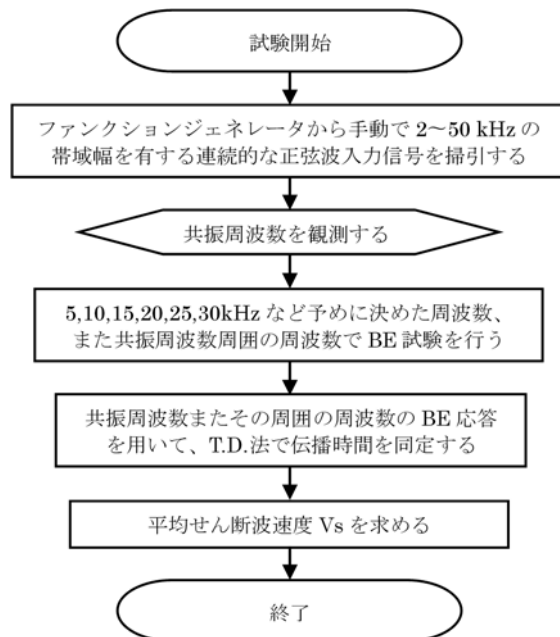 試験開始
ファンクションジェネレータから手動で 2～50 kHz の
帯域幅を有する連続的な正弦波入力信号を掃引する
共振周波数を観測する
5,10,15,20,25,30kHz など予めに決めた周波数、
また共振周波数周囲の周波数で BE 試験を行う
共振周波数またその周囲の周波数の BE 応答
を用いて、T.D.法で伝播時間を同定する
平均せん断波速度 Vs を求める
終了